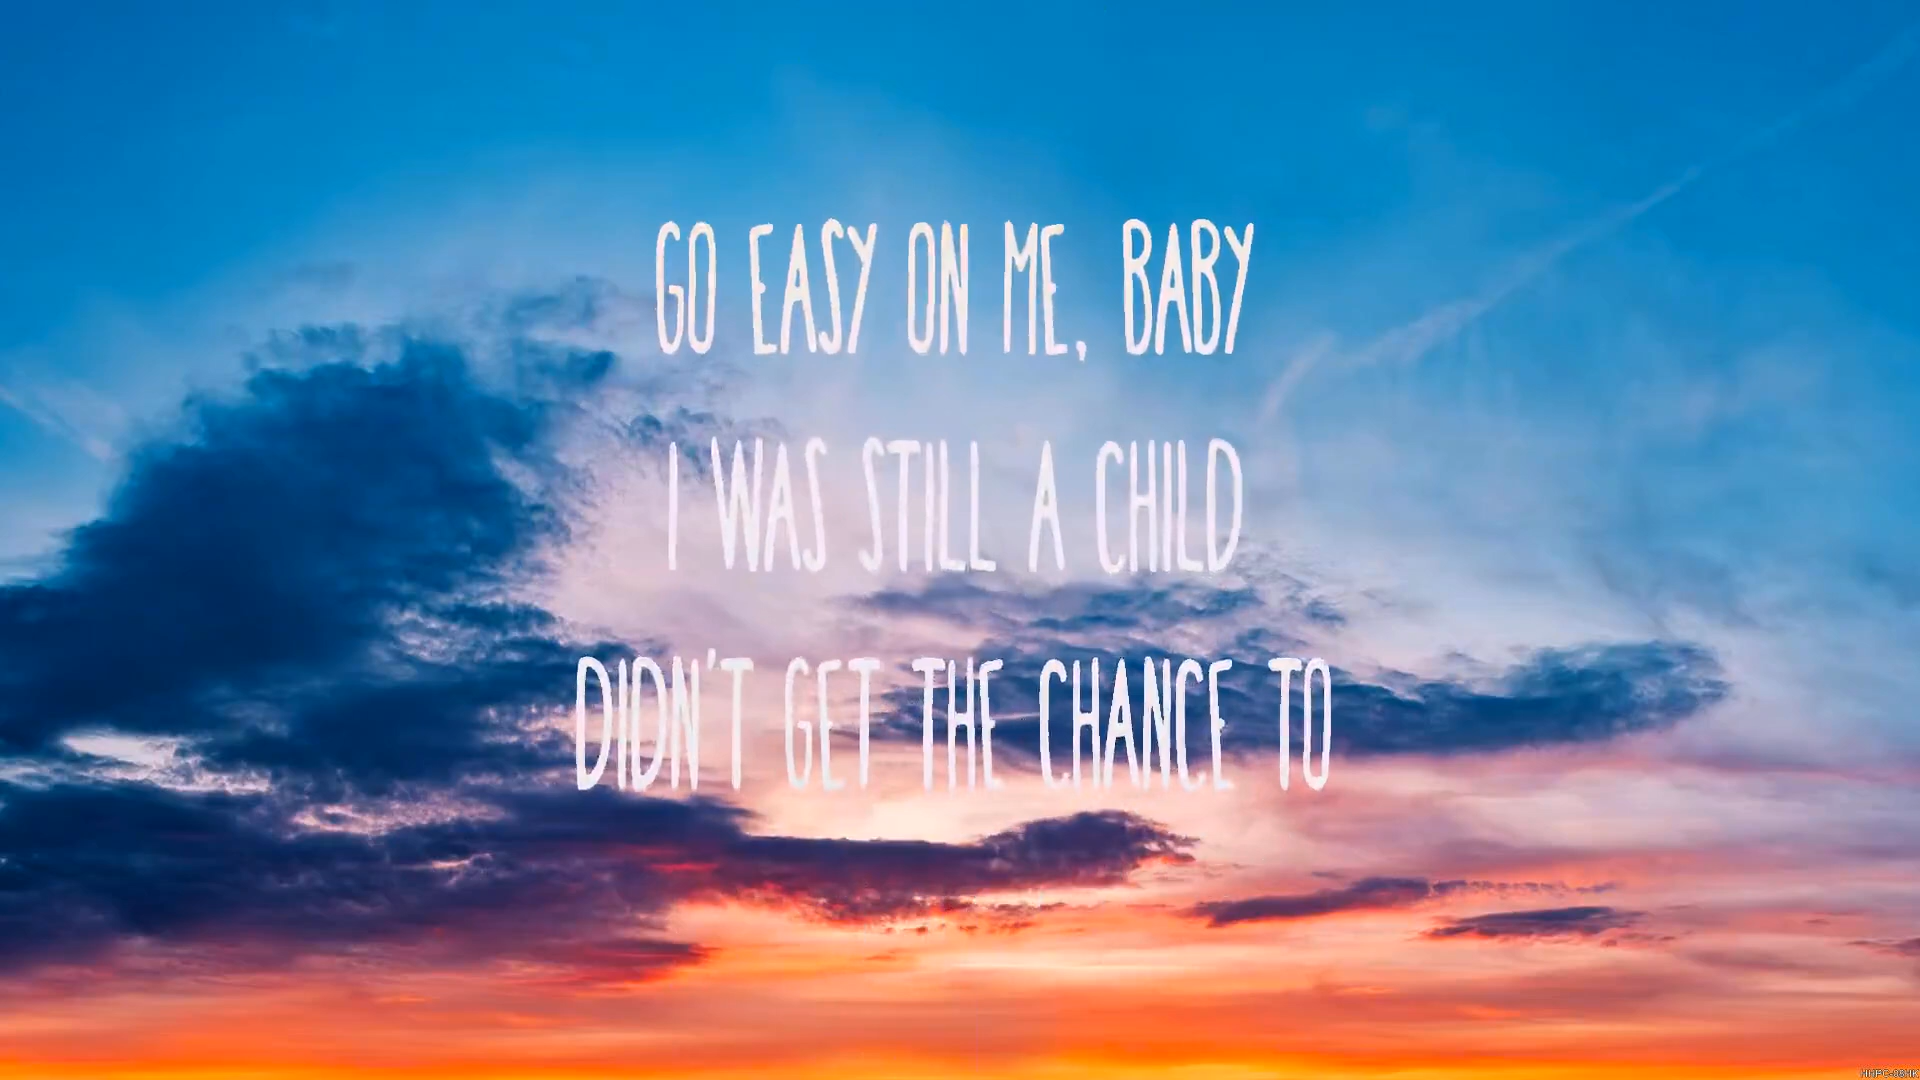 GO EASY ON ME, BABY
I WAS STILL A CHILD
DIDN'T GET THE CHANCE TO